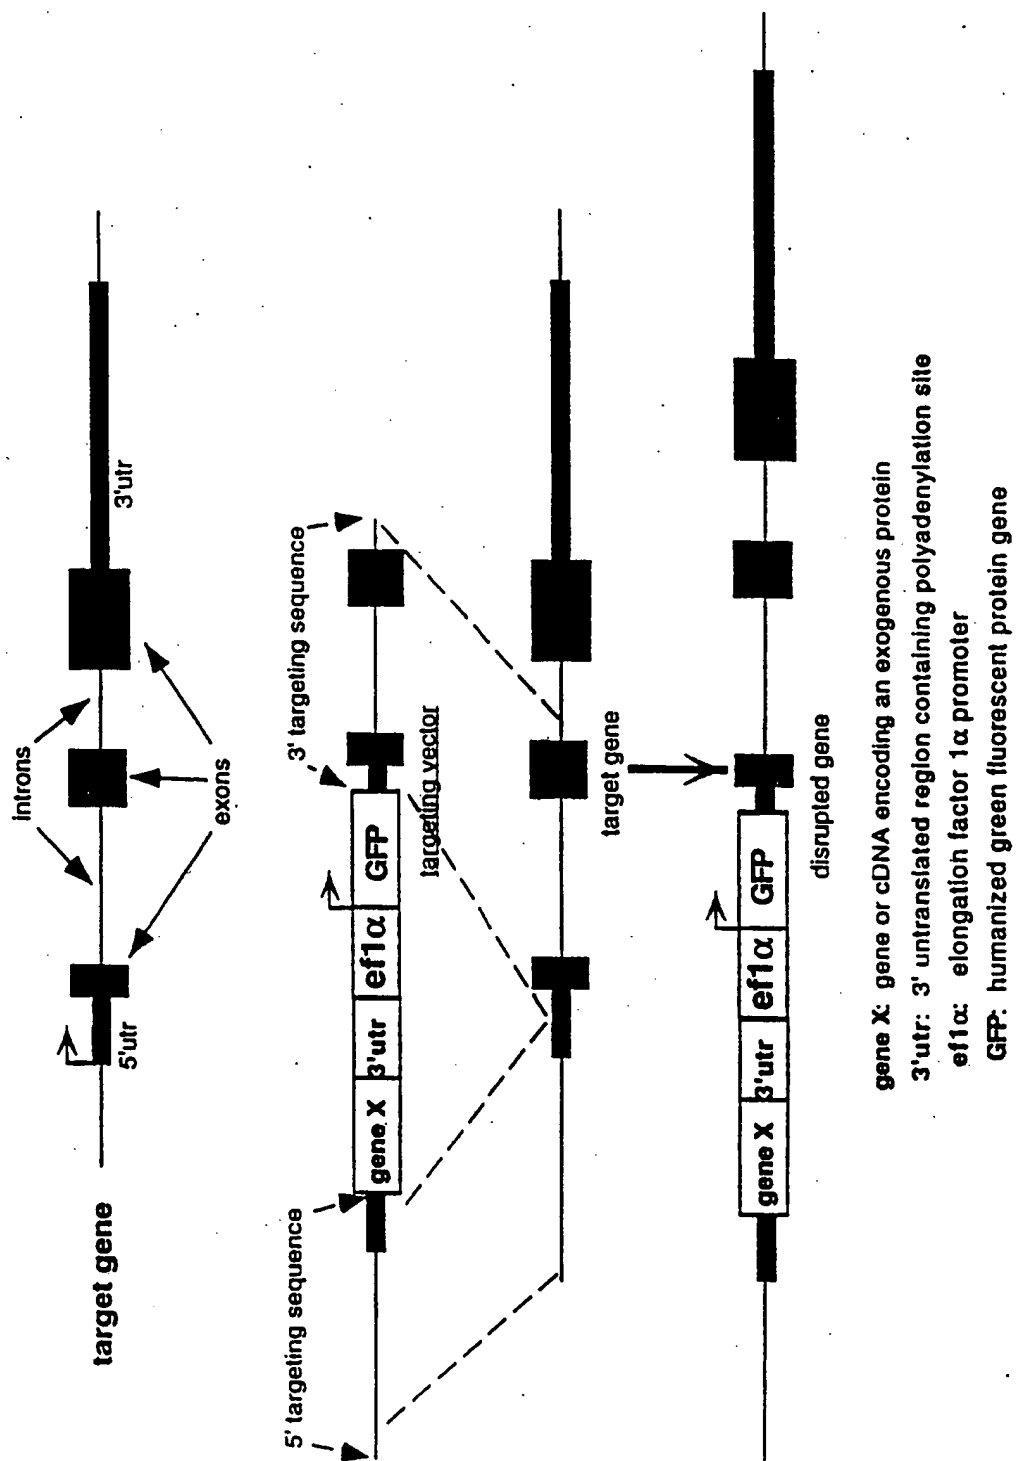 target gene
5'utr
introns
exons
3'utr
5' targeting sequence
3' targeting sequence
gene X
3'utr
ef1α
GFP
targeting vector
target gene
gene X
3'utr
ef1α
GFP
disrupted gene
gene X: gene or cDNA encoding an exogenous protein
3'utr: 3' untranslated region containing polyadenylation site
ef1α: elongation factor 1α promoter
GFP: humanized green fluorescent protein gene